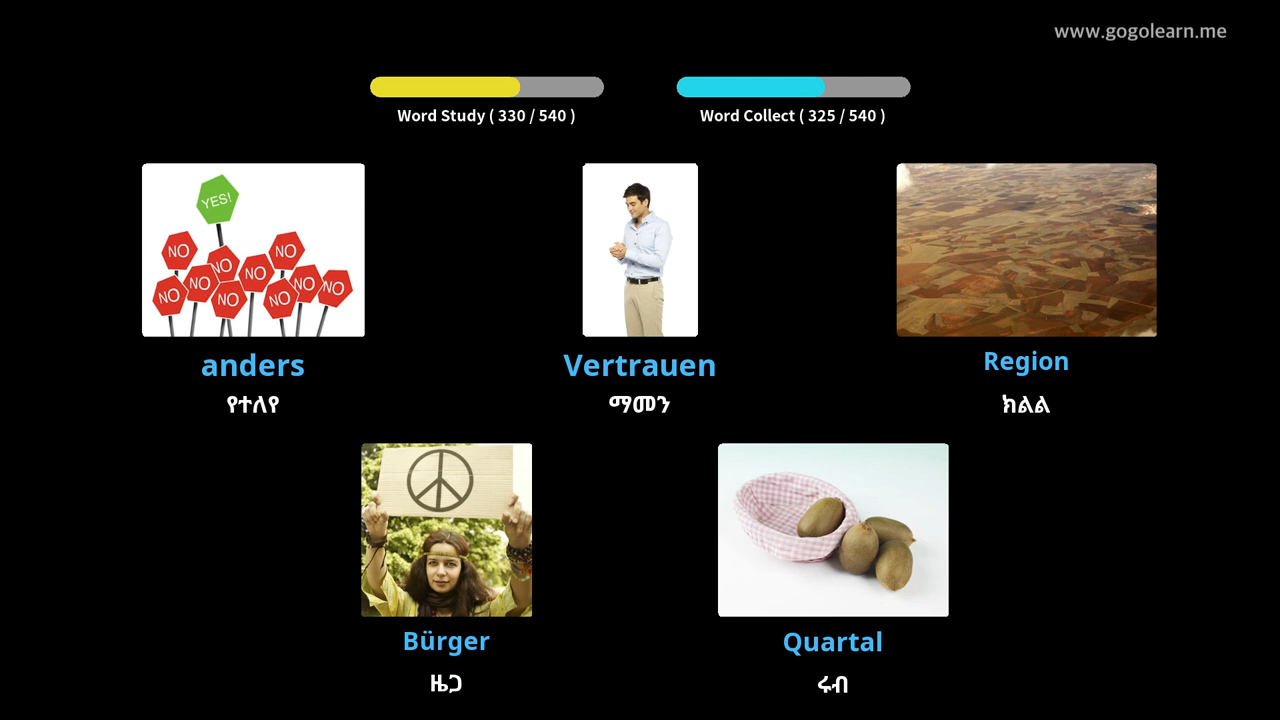 www.gogolearn.me
Word Study ( 330 / 540 )
Word Collect ( 325 / 540 )
YES!
NO
NO
NO
NO
NO
NO
NO
NO
NO
NO
anders
የተለየ
Vertrauen
ማመን
Region
ክልል
Bürger
ዜጋ
Quartal
ሩብ